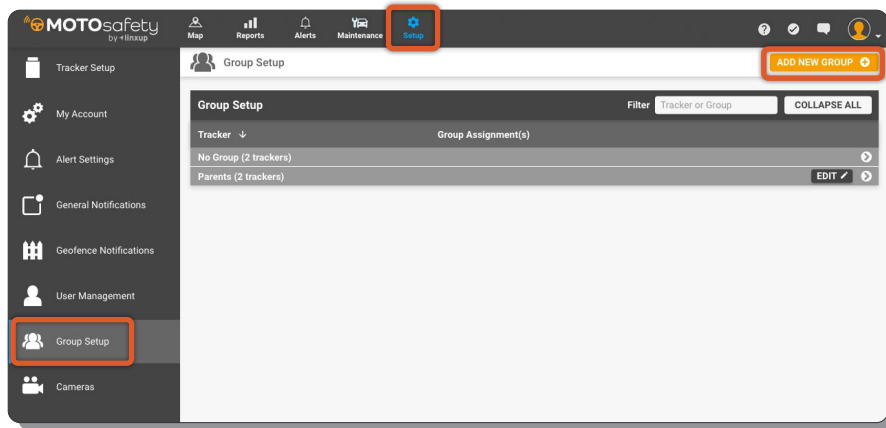 MOTOsafety
by linxup
Map
Reports
Alerts
Maintenance
Setup
Tracker Setup
My Account
Alert Settings
General Notifications
Geofence Notifications
User Management
Group Setup
Cameras
Group Setup
ADD NEW GROUP
Group Setup
Filter
Tracker or Group
COLLAPSE ALL
Tracker
Group Assignment(s)
No Group (2 trackers)
Parents (2 trackers)
EDIT